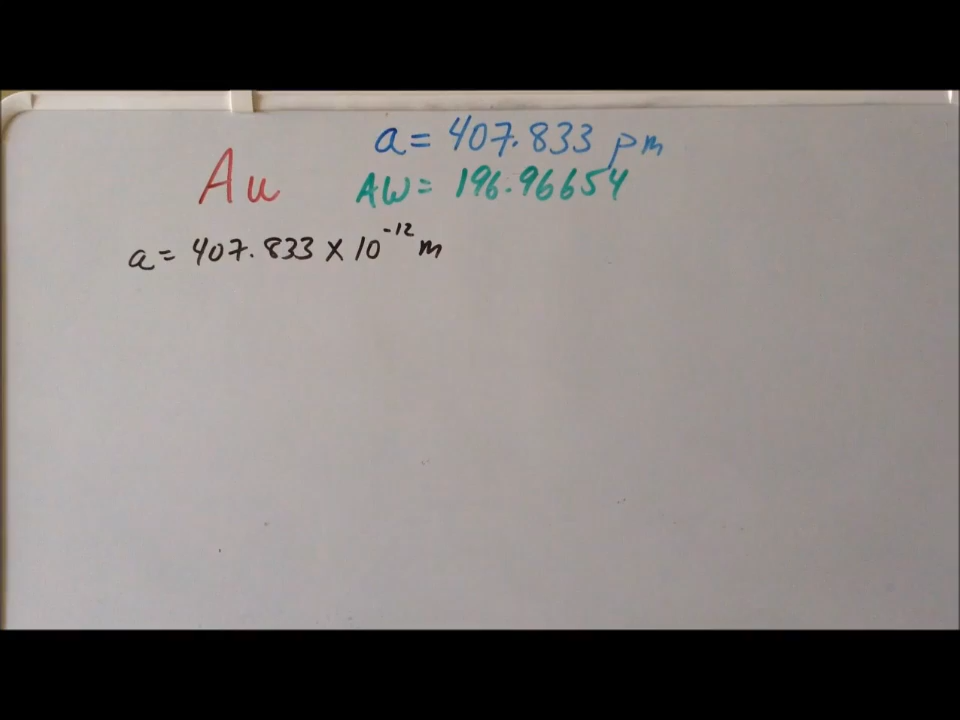 a = 407.833 pm
Au
AW = 196.96654
a = 407.833 x 10⁻¹² m